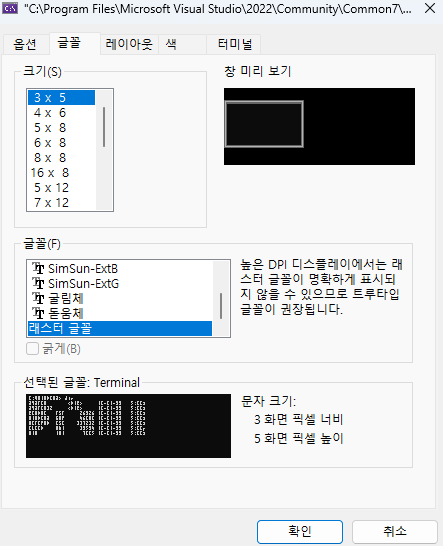 "C:\Program Files\Microsoft Visual Studio\2022\Community\Common7\...
옵션 글꼴 레이아웃 색 터미널
크기(S)
3 x 5
4 x 6
5 x 8
6 x 8
8 x 8
16 x 8
5 x 12
7 x 12
창 미리 보기
글꼴(F)
SimSun-ExtB
SimSun-ExtG
굴림체
돋움체
래스터 글꼴
굵게(B)
높은 DPI 디스플레이에서는 래
스터 글꼴이 명확하게 표시되
지 않을 수 있으므로 트루타입
글꼴이 권장됩니다.
선택된 글꼴: Terminal
문자 크기:
3 화면 픽셀 너비
5 화면 픽셀 높이
확인 취소